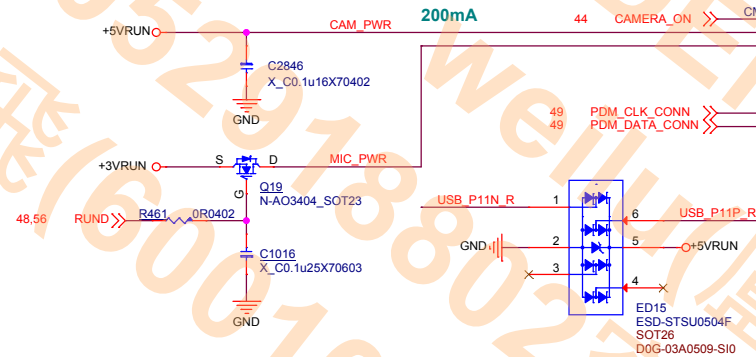 200mA
44 CAMERA_ON
+5VRUN CAM_PWR
C2846
X_C0.1u16X70402
GND
49 PDM_CLK_CONN
49 PDM_DATA_CONN
+3VRUN S D MIC_PWR
G
Q19
N-AO3404_SOT23
48,56 RUND R461 0R0402
C1016
X_C0.1u25X70603
GND
USB_P11N_R 1
6 USB_P11P_R
GND 2 5 +5VRUN
3
4
ED15
ESD-STSU0504F
SOT26
D0G-03A0509-SI0